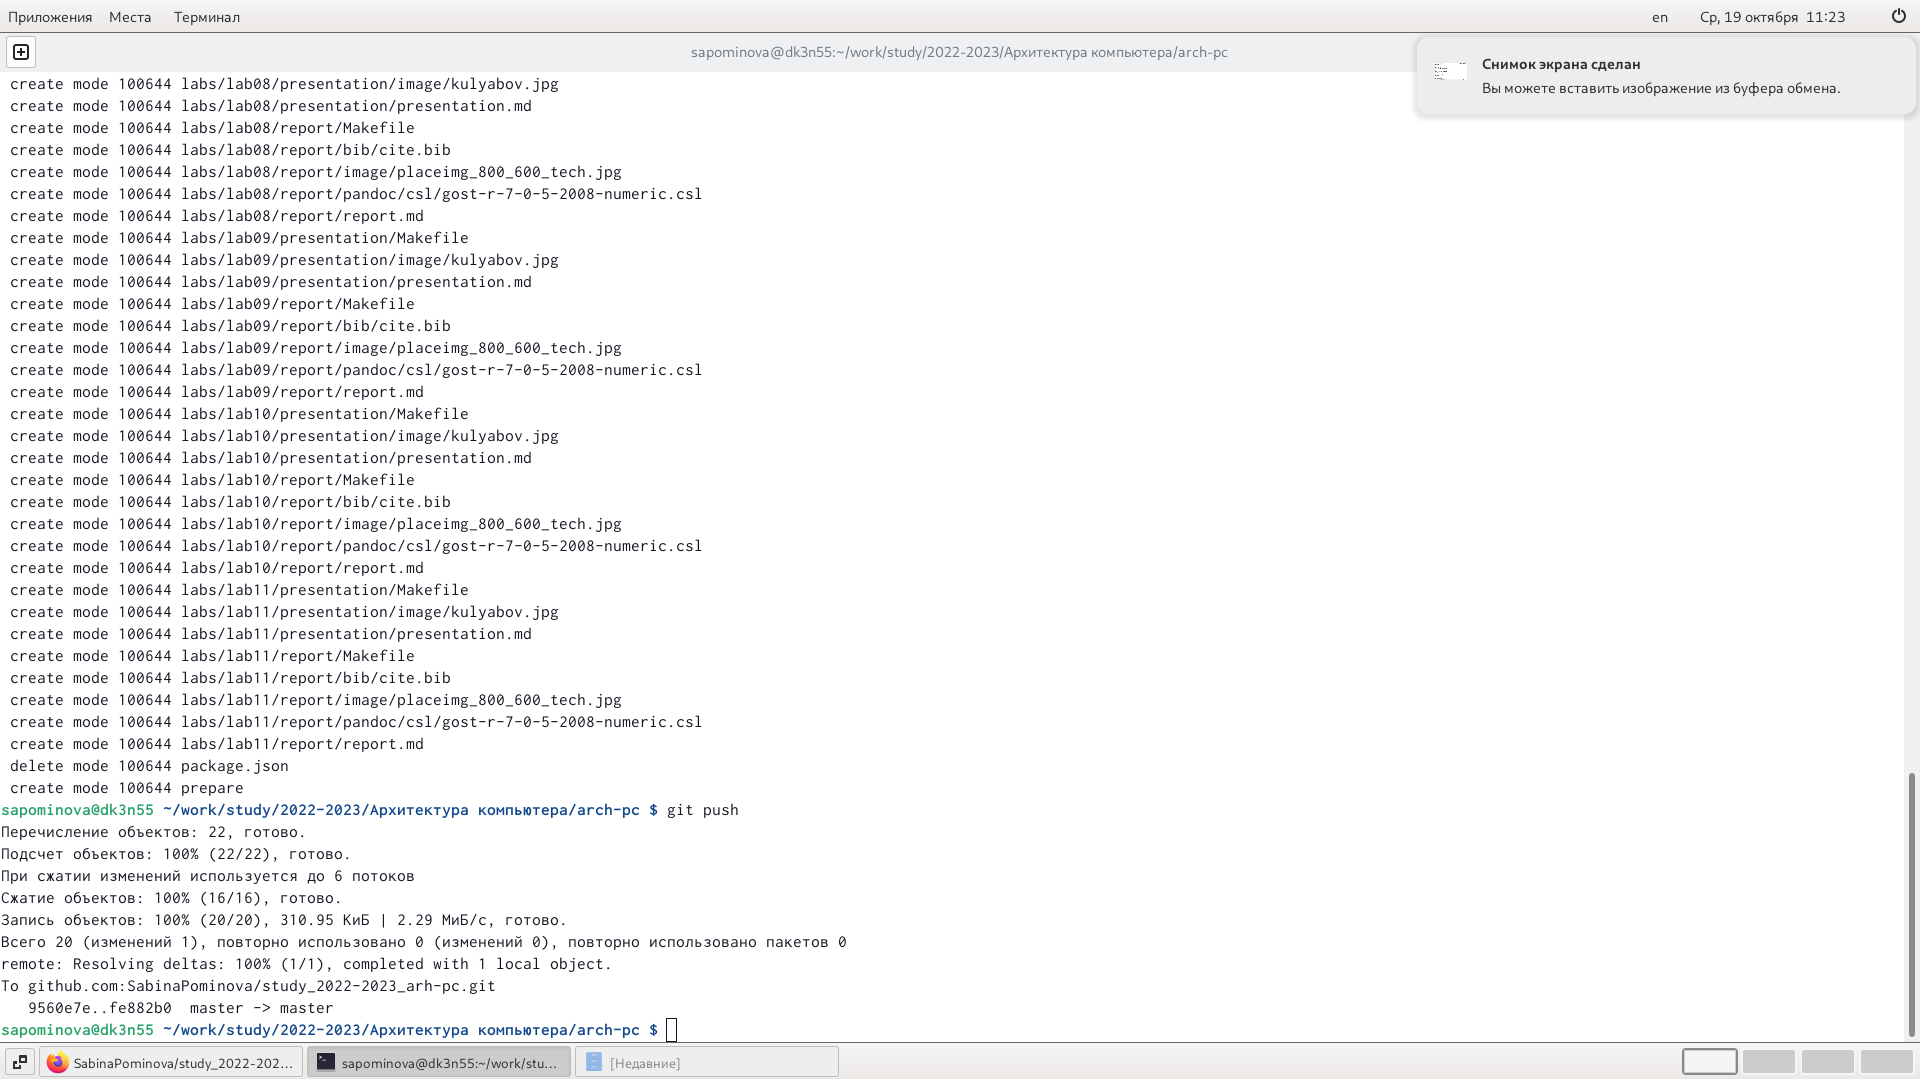 Приложения Места Терминал en Ср, 19 октября 11:23
sapominova@dk3n55:~/work/study/2022-2023/Архитектура компьютера/arch-pc
Снимок экрана сделан
Вы можете вставить изображение из буфера обмена.
create mode 100644 labs/lab08/presentation/image/kulyabov.jpg
create mode 100644 labs/lab08/presentation/presentation.md
create mode 100644 labs/lab08/report/Makefile
create mode 100644 labs/lab08/report/bib/cite.bib
create mode 100644 labs/lab08/report/image/placeimg_800_600_tech.jpg
create mode 100644 labs/lab08/report/pandoc/csl/gost-r-7-0-5-2008-numeric.csl
create mode 100644 labs/lab08/report/report.md
create mode 100644 labs/lab09/presentation/Makefile
create mode 100644 labs/lab09/presentation/image/kulyabov.jpg
create mode 100644 labs/lab09/presentation/presentation.md
create mode 100644 labs/lab09/report/Makefile
create mode 100644 labs/lab09/report/bib/cite.bib
create mode 100644 labs/lab09/report/image/placeimg_800_600_tech.jpg
create mode 100644 labs/lab09/report/pandoc/csl/gost-r-7-0-5-2008-numeric.csl
create mode 100644 labs/lab09/report/report.md
create mode 100644 labs/lab10/presentation/Makefile
create mode 100644 labs/lab10/presentation/image/kulyabov.jpg
create mode 100644 labs/lab10/presentation/presentation.md
create mode 100644 labs/lab10/report/Makefile
create mode 100644 labs/lab10/report/bib/cite.bib
create mode 100644 labs/lab10/report/image/placeimg_800_600_tech.jpg
create mode 100644 labs/lab10/report/pandoc/csl/gost-r-7-0-5-2008-numeric.csl
create mode 100644 labs/lab10/report/report.md
create mode 100644 labs/lab11/presentation/Makefile
create mode 100644 labs/lab11/presentation/image/kulyabov.jpg
create mode 100644 labs/lab11/presentation/presentation.md
create mode 100644 labs/lab11/report/Makefile
create mode 100644 labs/lab11/report/bib/cite.bib
create mode 100644 labs/lab11/report/image/placeimg_800_600_tech.jpg
create mode 100644 labs/lab11/report/pandoc/csl/gost-r-7-0-5-2008-numeric.csl
create mode 100644 labs/lab11/report/report.md
delete mode 100644 package.json
create mode 100644 prepare
sapominova@dk3n55 ~/work/study/2022-2023/Архитектура компьютера/arch-pc $ git push
Перечисление объектов: 22, готово.
Подсчет объектов: 100% (22/22), готово.
При сжатии изменений используется до 6 потоков
Сжатие объектов: 100% (16/16), готово.
Запись объектов: 100% (20/20), 310.95 КиБ | 2.29 МиБ/с, готово.
Всего 20 (изменений 1), повторно использовано 0 (изменений 0), повторно использовано пакетов 0
remote: Resolving deltas: 100% (1/1), completed with 1 local object.
To github.com:SabinaPominova/study_2022-2023_arh-pc.git
9560e7e..fe882b0 master -> master
sapominova@dk3n55 ~/work/study/2022-2023/Архитектура компьютера/arch-pc $
SabinaPominova/study_2022-202... sapominova@dk3n55:~/work/stu... [Недавние]